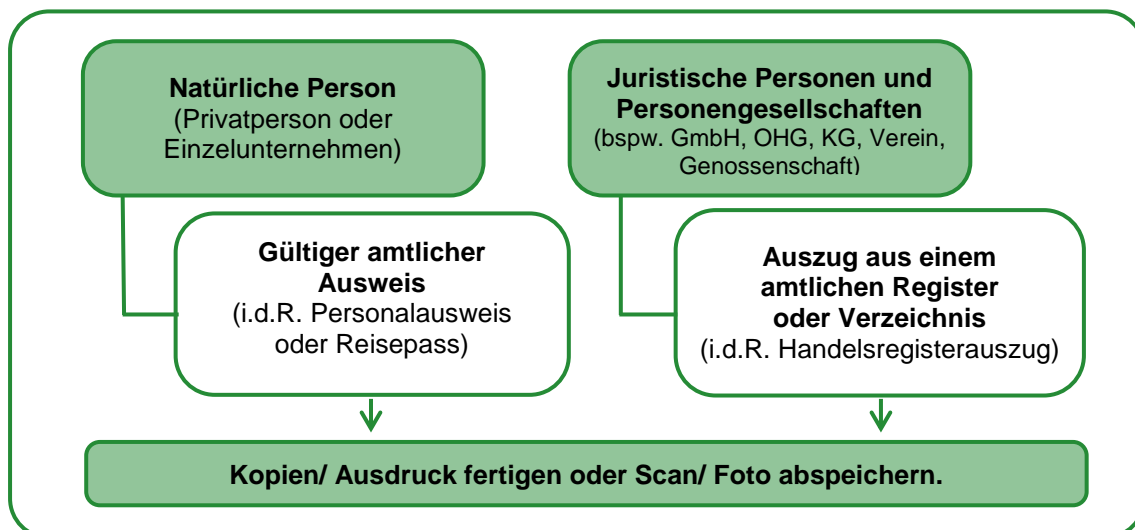 Natürliche Person
(Privatperson oder
Einzelunternehmen)
Juristische Personen und
Personengesellschaften
(bspw. GmbH, OHG, KG, Verein,
Genossenschaft)
Gültiger amtlicher
Ausweis
(i.d.R. Personalausweis
oder Reisepass)
Auszug aus einem
amtlichen Register
oder Verzeichnis
(i.d.R. Handelsregisterauszug)
Kopien/ Ausdruck fertigen oder Scan/ Foto abspeichern.